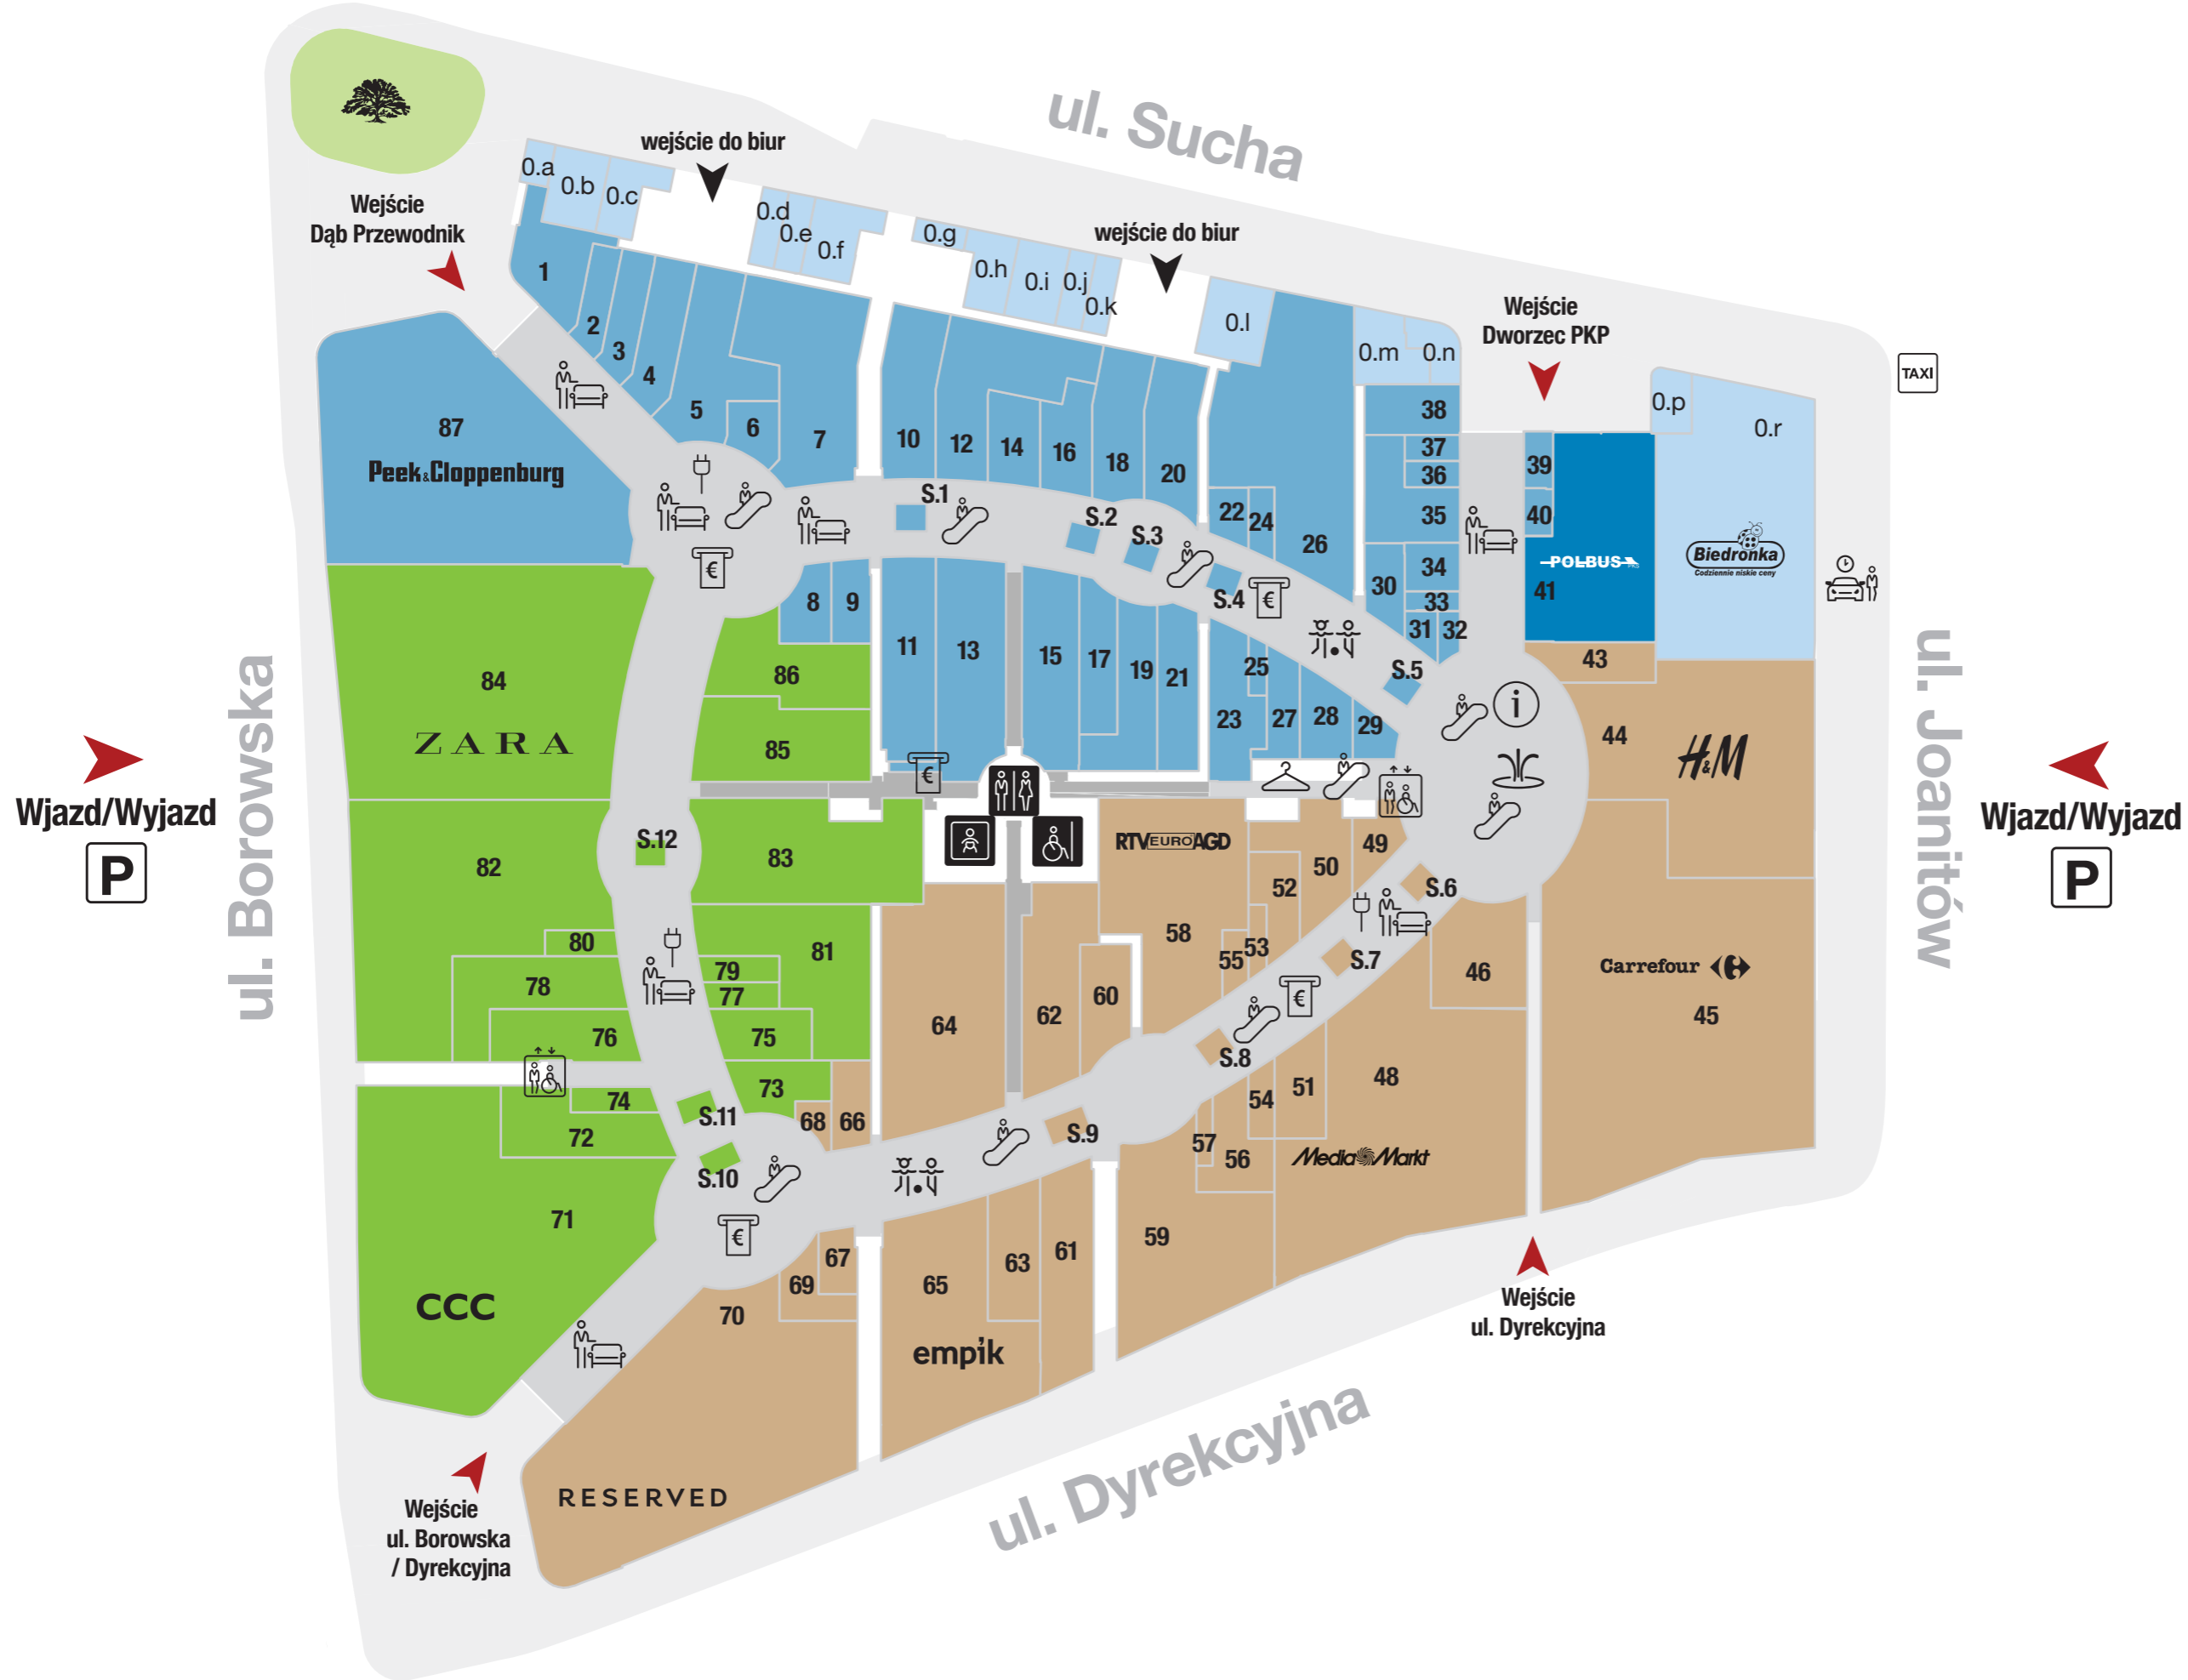 ul. Sucha
wejście do biur
0.a
0.b
0.c
Wejście
Dąb Przewodnik
0.d
0.e
0.f
0.g
wejście do biur
0.h
0.i
0.j
0.k
0.l
0.m
0.n
Wejście
Dworzec PKP
TAXI
0.p
0.r
1
2
3
4
5
6
7
10
12
14
16
18
20
22
24
26
38
37
36
35
34
33
30
31
32
39
40
POLBUS PKS
41
Biedronka
Codziennie niskie ceny
87
Peek&Cloppenburg
S.1
S.2
S.3
S.4
S.5
€
€
8
9
11
13
15
17
19
21
23
25
27
28
29
i
43
44
H&M
84
ZARA
86
85
€
ul. Borowska
ul. Joanitów
Wjazd/Wyjazd
P
Wjazd/Wyjazd
P
S.12
82
83
RTV EURO AGD
49
50
52
S.6
58
53
55
S.7
80
81
78
79
77
76
75
60
62
64
€
46
Carrefour
45
S.8
48
51
54
57
56
Media Markt
74
73
68
66
72
S.11
S.10
S.9
71
€
CCC
67
69
70
65
63
61
59
empik
Wejście
ul. Dyrekcyjna
RESERVED
ul. Dyrekcyjna
Wejście
ul. Borowska
/ Dyrekcyjna